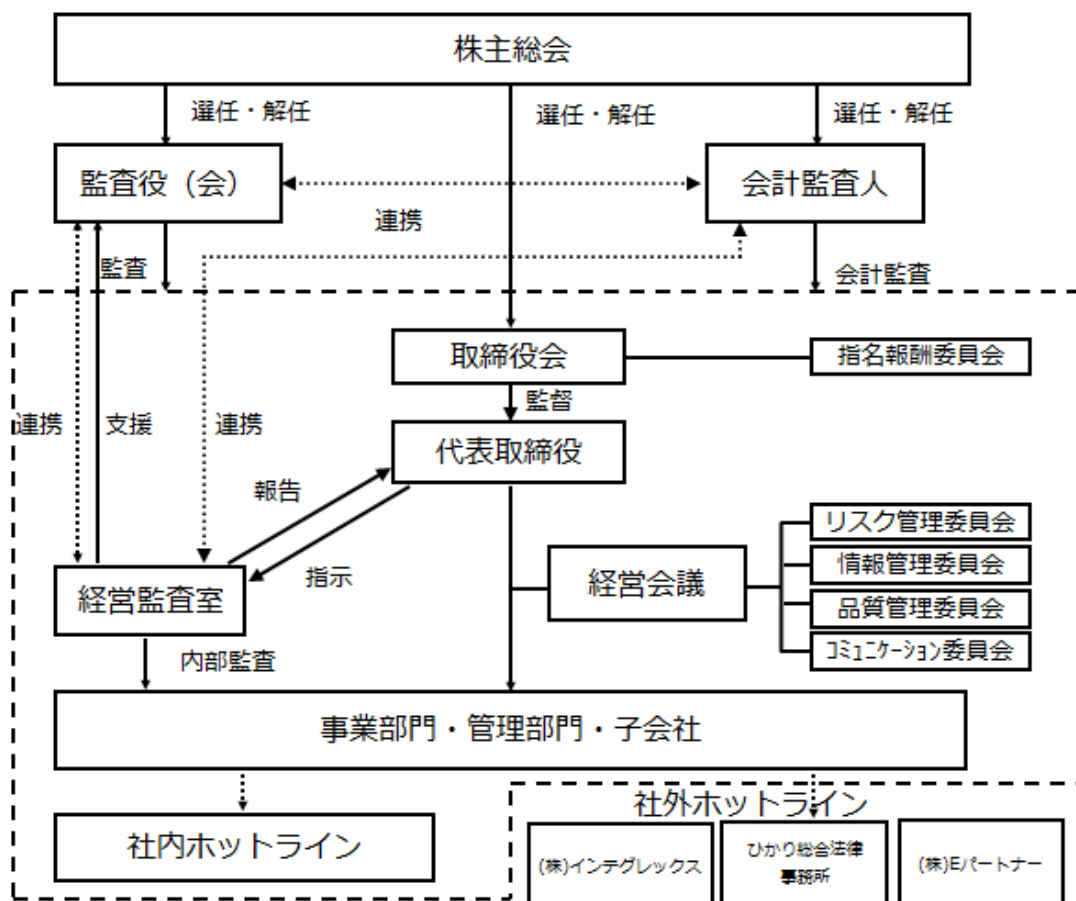 株主総会
選任・解任
選任・解任
選任・解任
監査役（会）
会計監査人
連携
監査
会計監査
取締役会
指名報酬委員会
監督
連携
支援
連携
代表取締役
報告
指示
リスク管理委員会
情報管理委員会
経営監査室
経営会議
品質管理委員会
ｺﾐｭﾆｹｰｼｮﾝ委員会
内部監査
事業部門・管理部門・子会社
社内ホットライン
社外ホットライン
(株)インテグレックス
ひかり総合法律
事務所
(株)Eパートナー